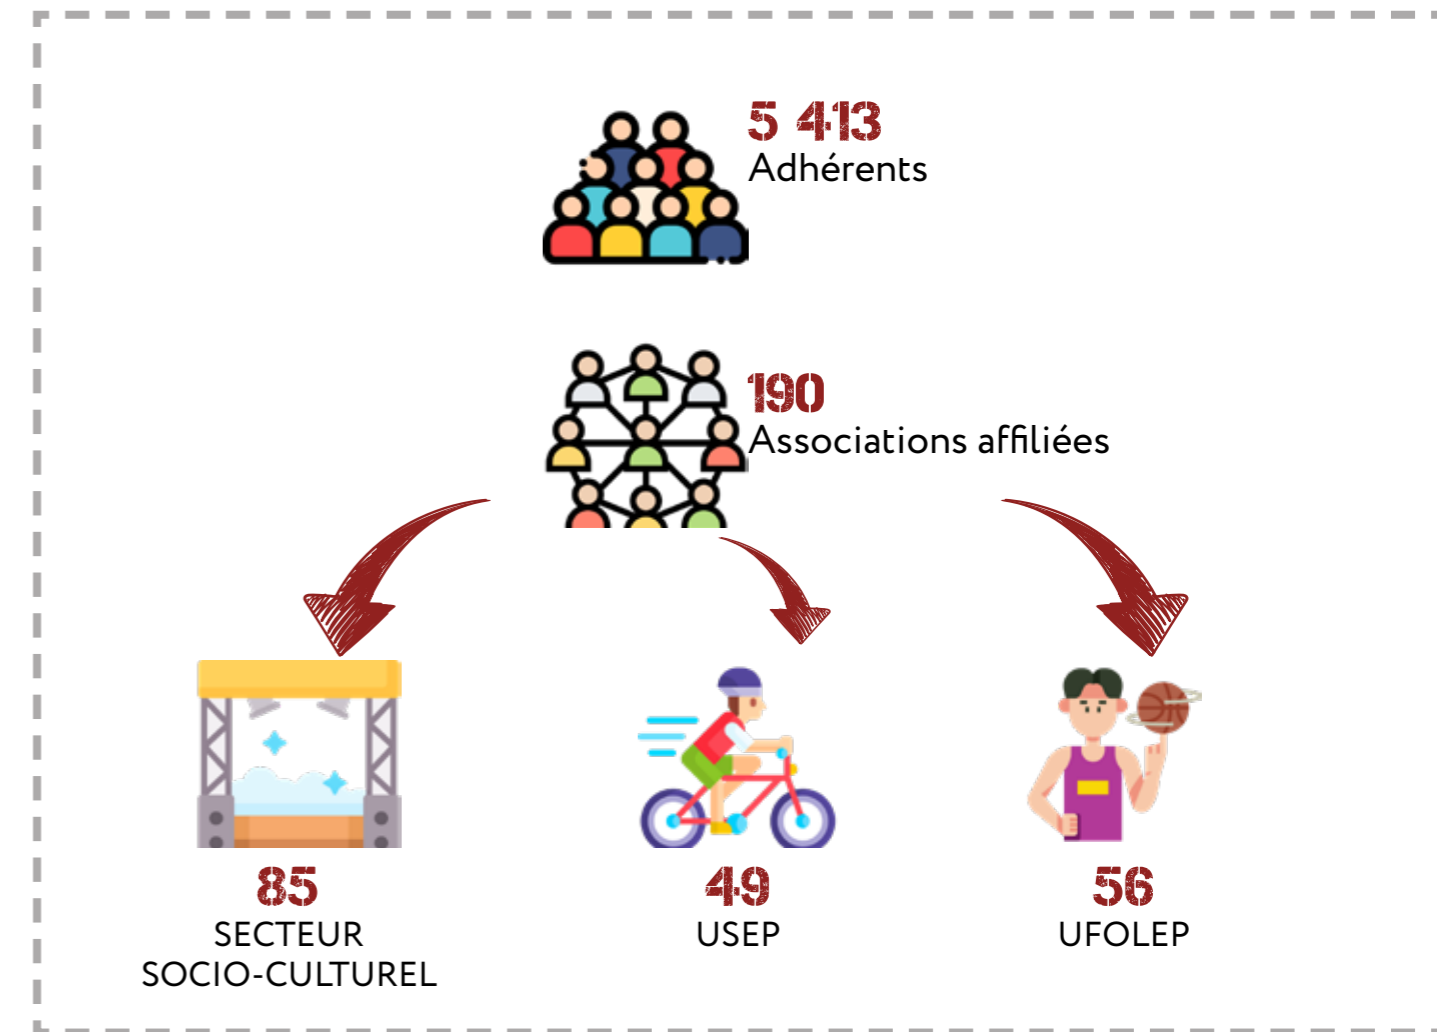 5 413
Adhérents
190
Associations affiliées
85
SECTEUR
SOCIO-CULTUREL
49
USEP
56
UFOLEP